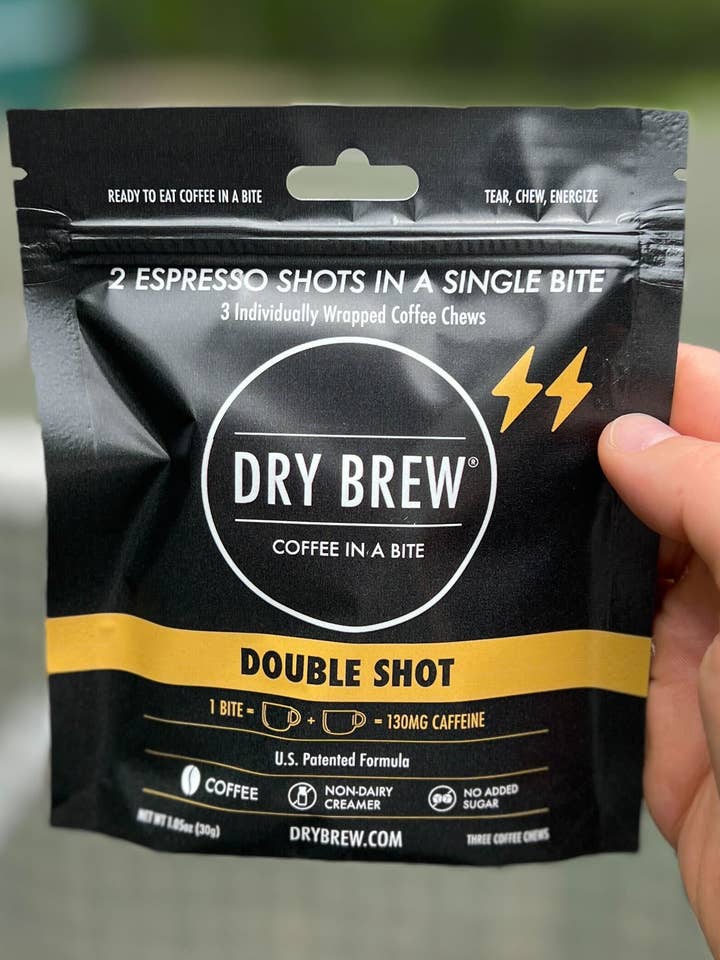 READY TO EAT COFFEE IN A BITE
TEAR, CHEW, ENERGIZE
2 ESPRESSO SHOTS IN A SINGLE BITE
3 Individually Wrapped Coffee Chews
DRY BREW®
COFFEE IN A BITE
DOUBLE SHOT
1 BITE = + = 130MG CAFFEINE
U.S. Patented Formula
COFFEE
NON-DAIRY
CREAMER
NO ADDED
SUGAR
NET WT 1.05oz (30g)
DRYBREW.COM
THREE COFFEE CHEWS